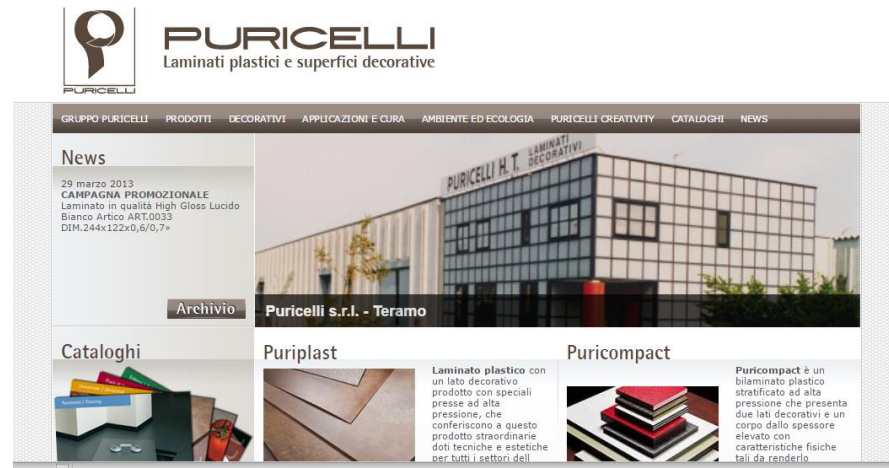 PURICELLI
PURICELLI
Laminati plastici e superfici decorative
GRUPPO PURICELLI PRODOTTI DECORATIVI APPLICAZIONI E CURA AMBIENTE ED ECOLOGIA PURICELLI CREATIVITY CATALOGHI NEWS
News
29 marzo 2013
CAMPAGNA PROMOZIONALE
Laminato in qualità High Gloss Lucido
Bianco Artico ART.0033
DIM.244x122x0,6/0,7»
Archivio
PURICELLI H.T. LAMINATI
DECORATIVI
Puricelli s.r.l. - Teramo
Cataloghi
Puriplast
Laminato plastico con
un lato decorativo
prodotto con speciali
presse ad alta
pressione, che
conferiscono a questo
prodotto straordinarie
doti tecniche e estetiche
per tutti i settori dell
Puricompact
Puricompact è un
bilaminato plastico
stratificato ad alta
pressione che presenta
due lati decorativi e un
corpo dallo spessore
elevato con
caratteristiche fisiche
tali da renderlo